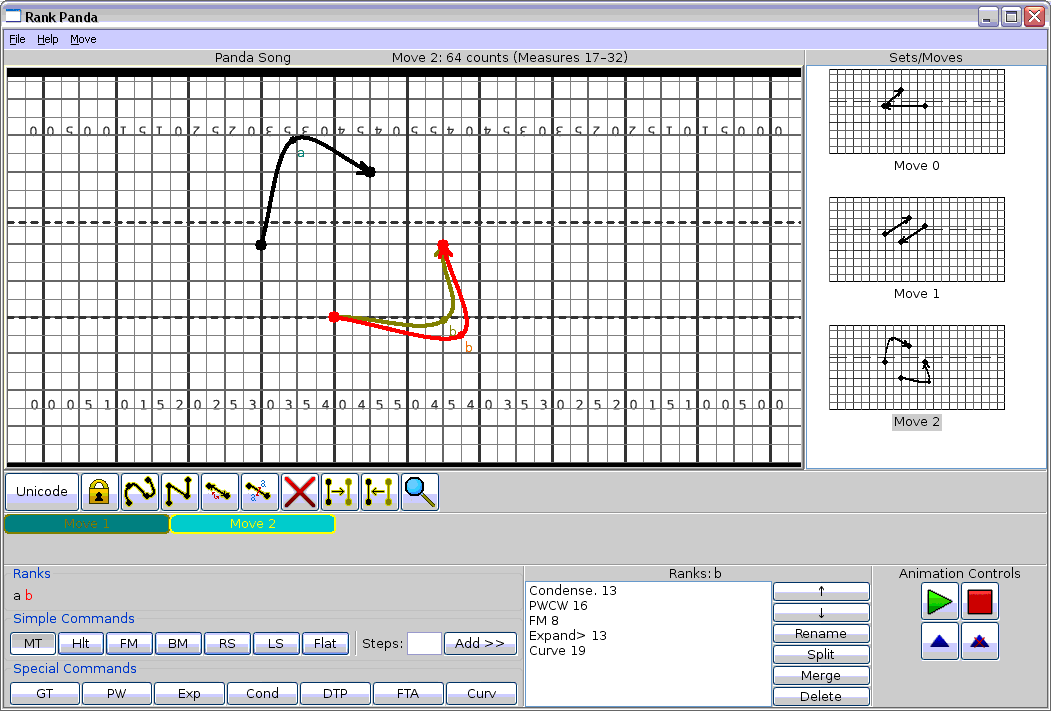 Rank Panda
File Help Move
Panda Song Move 2: 64 counts (Measures 17-32)
Sets/Moves
0 0 5 0 1 5 1 0 2 5 2 0 3 5 3 0 4 5 4 0 5 5 4 0 4 5 3 0 3 5 2 0 2 5 1 0 1 5 0 0
a
Move 0
Move 1
b
b
0 0 5 1 0 1 5 2 0 2 5 3 0 3 5 4 0 4 5 5 0 4 5 4 0 3 5 3 0 2 5 2 0 1 5 1 0 5 0 0
Move 2
Unicode
a
a
Move 1 Move 2
Ranks
a b
Simple Commands
MT Hlt FM BM RS LS Flat Steps: Add >>
Special Commands
GT PW Exp Cond DTP FTA Curv
Ranks: b
Condense. 13
PWCW 16
FM 8
Expand> 13
Curve 19
↑
↓
Rename
Split
Merge
Delete
Animation Controls